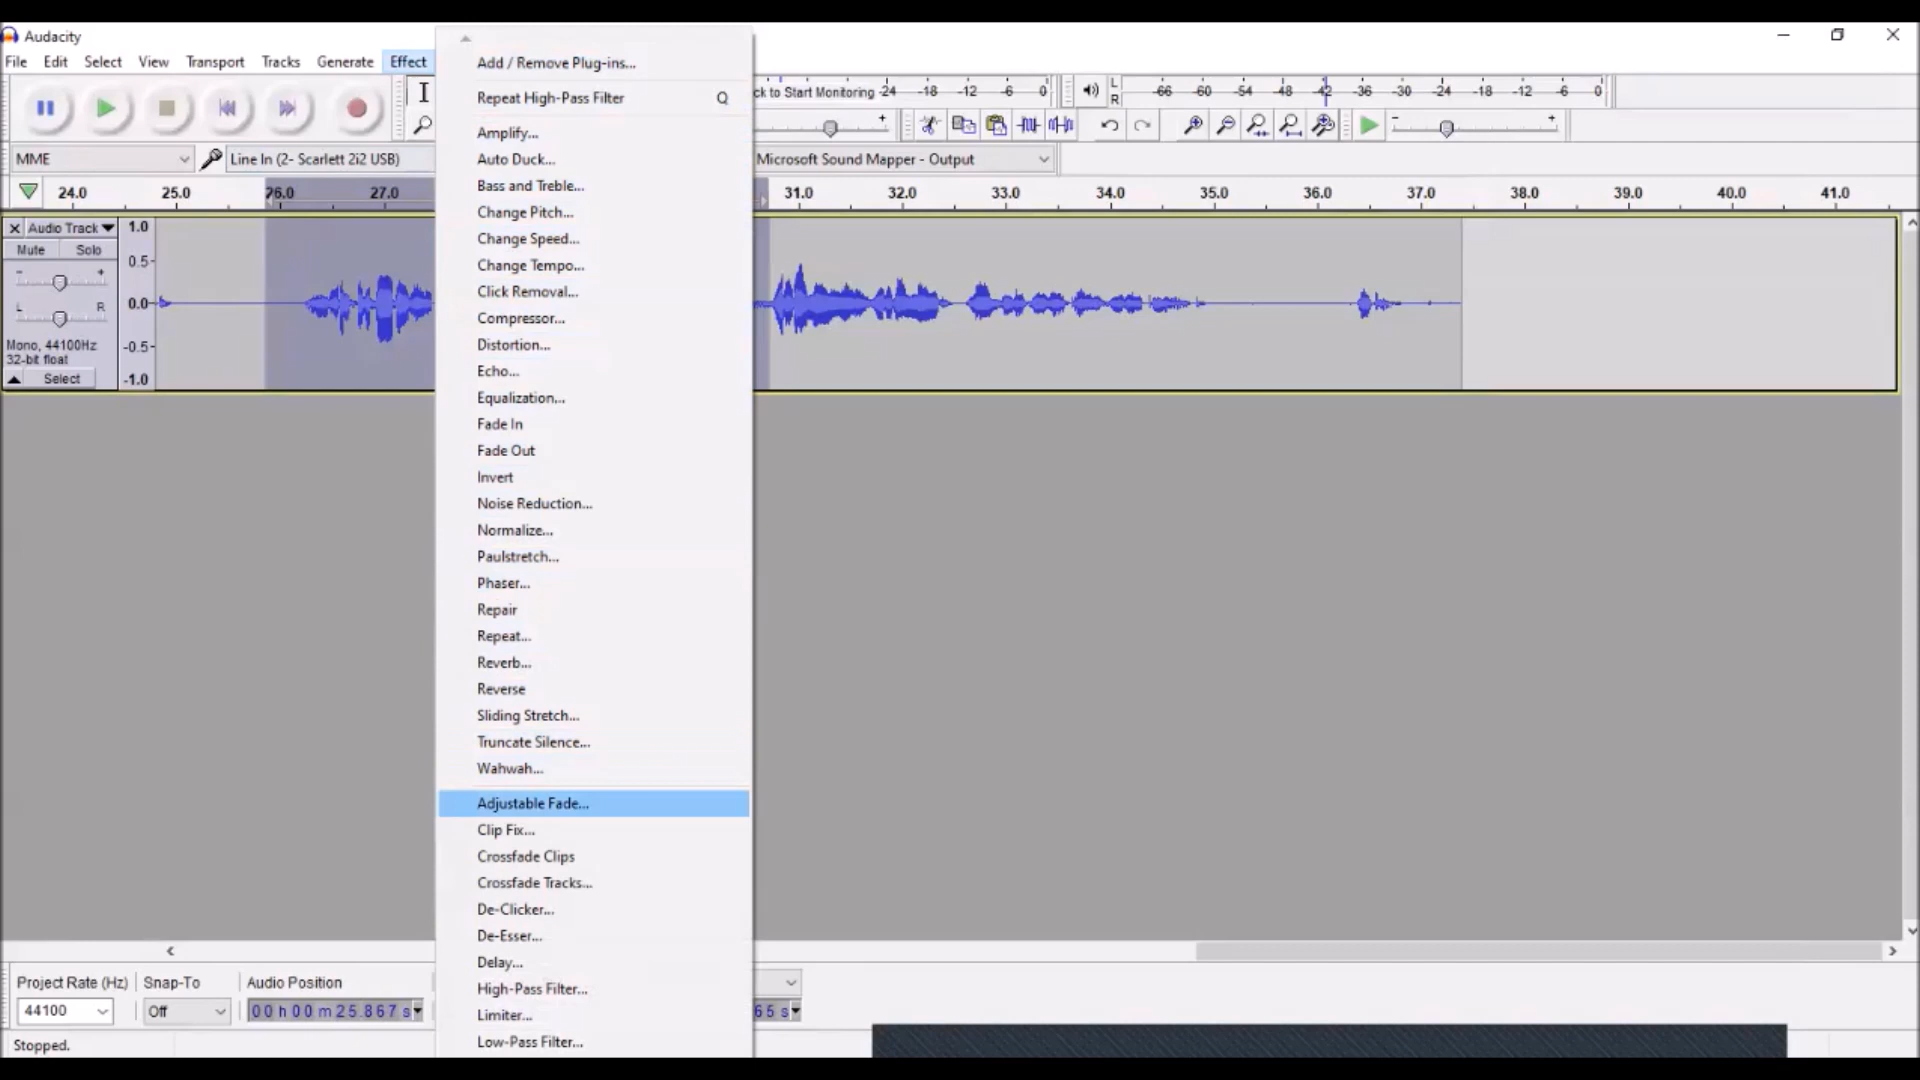 Audacity
File Edit Select View Transport Tracks Generate Effect
Add / Remove Plug-ins...
Repeat High-Pass Filter Q
Amplify...
Auto Duck...
Bass and Treble...
Change Pitch...
Change Speed...
Change Tempo...
Click Removal...
Compressor...
Distortion...
Echo...
Equalization...
Fade In
Fade Out
Invert
Noise Reduction...
Normalize...
Paulstretch...
Phaser...
Repair
Repeat...
Reverb...
Reverse
Sliding Stretch...
Truncate Silence...
Wahwah...
Adjustable Fade...
Clip Fix...
Crossfade Clips
Crossfade Tracks...
De-Clicker...
De-Esser...
Delay...
High-Pass Filter...
Limiter...
Low-Pass Filter...
ck to Start Monitoring -24 -18 -12 -6 0
L R -66 -60 -54 -48 -42 -36 -30 -24 -18 -12 -6 0
MME Line In (2- Scarlett 2i2 USB) Microsoft Sound Mapper - Output
24.0 25.0 26.0 27.0 31.0 32.0 33.0 34.0 35.0 36.0 37.0 38.0 39.0 40.0 41.0
Audio Track
Mute Solo
- +
L R
Mono, 44100Hz
32-bit float
Select
1.0
0.5
0.0
-0.5
-1.0
Project Rate (Hz) Snap-To Audio Position
44100 Off 00 h 00 m 25.867 s 65 s
Stopped.